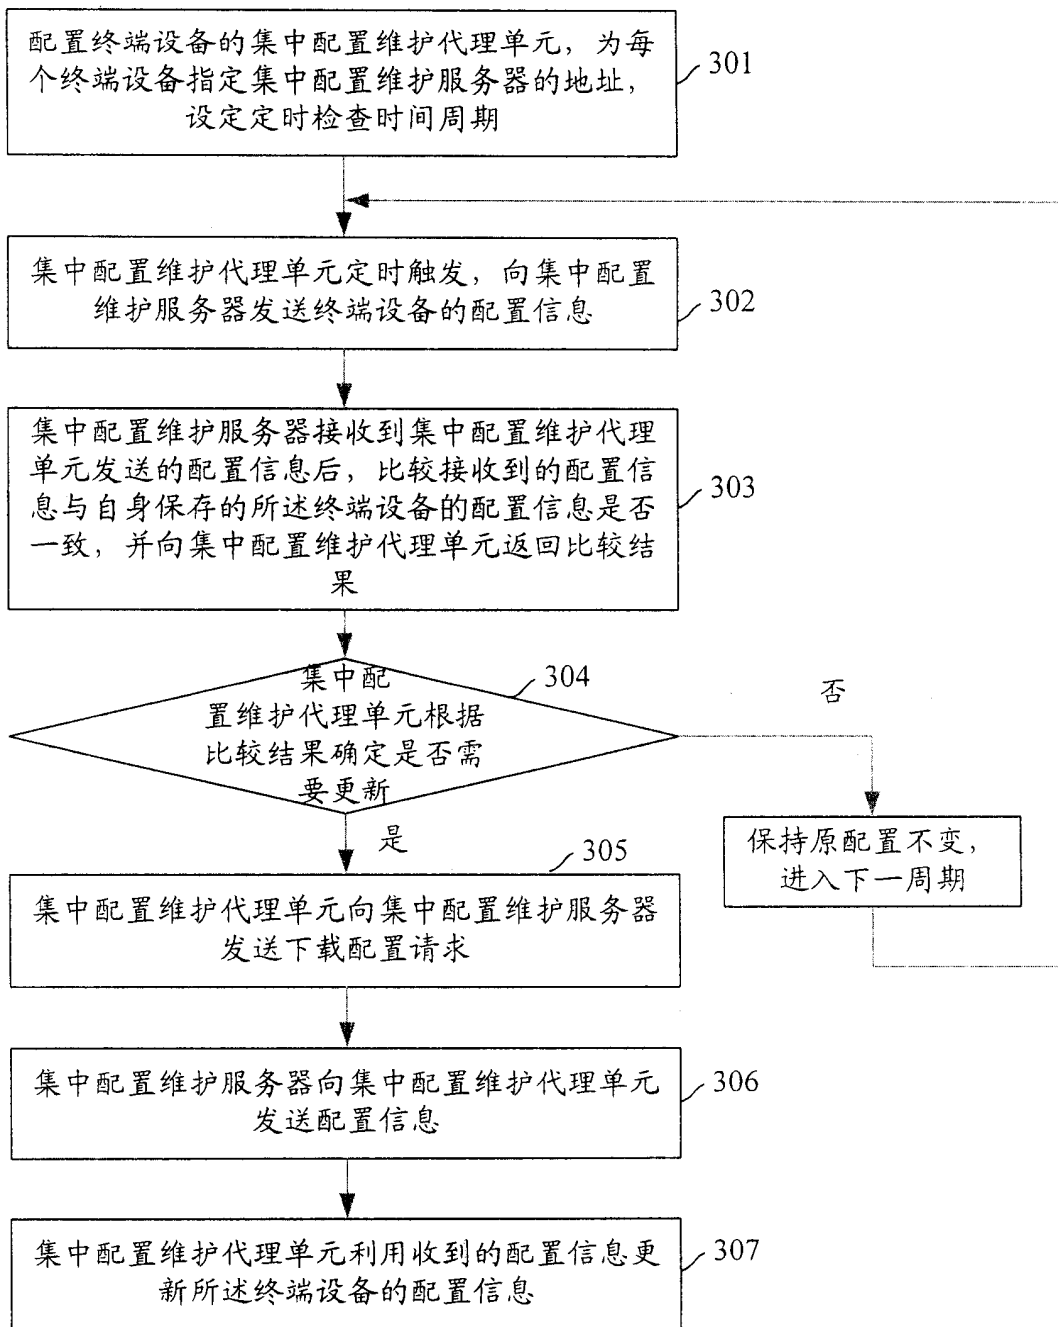 配置终端设备的集中配置维护代理单元，为每
个终端设备指定集中配置维护服务器的地址，
设定定时检查时间周期
301
集中配置维护代理单元定时触发，向集中配置
维护服务器发送终端设备的配置信息
302
集中配置维护服务器接收到集中配置维护代理
单元发送的配置信息后，比较接收到的配置信
息与自身保存的所述终端设备的配置信息是否
一致，并向集中配置维护代理单元返回比较结
果
303
集中配
置维护代理单元根据
比较结果确定是否需
要更新
304
否
是
保持原配置不变，
进入下一周期
305
集中配置维护代理单元向集中配置维护服务器
发送下载配置请求
集中配置维护服务器向集中配置维护代理单元
发送配置信息
306
集中配置维护代理单元利用收到的配置信息更
新所述终端设备的配置信息
307